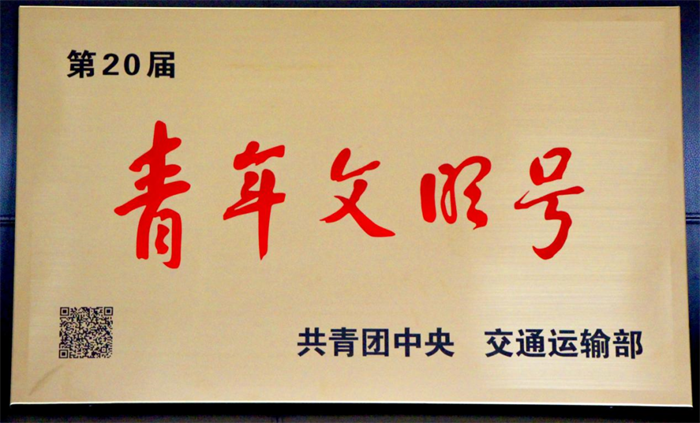 第20届
青年文明号
共青团中央 交通运输部